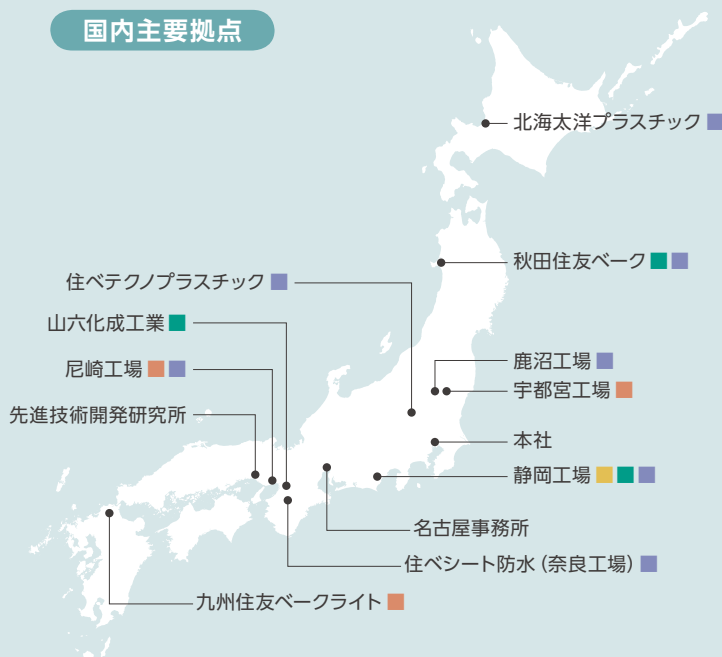 国内主要拠点
北海太洋プラスチック
秋田住友ベーク
住ベテクノプラスチック
山六化成工業
尼崎工場
鹿沼工場
宇都宮工場
先進技術開発研究所
本社
静岡工場
名古屋事務所
住ベシート防水（奈良工場）
九州住友ベークライト